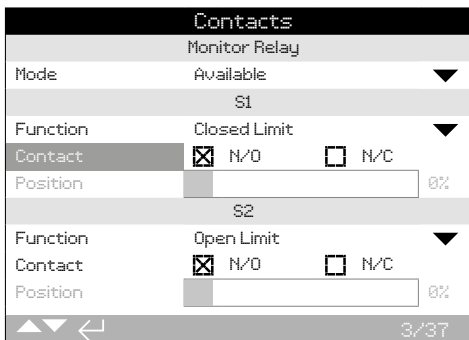 Contacts
Monitor Relay
Mode Available
S1
Function Closed Limit
Contact N/O N/C
Position 0%
S2
Function Open Limit
Contact N/O N/C
Position 0%
3/37